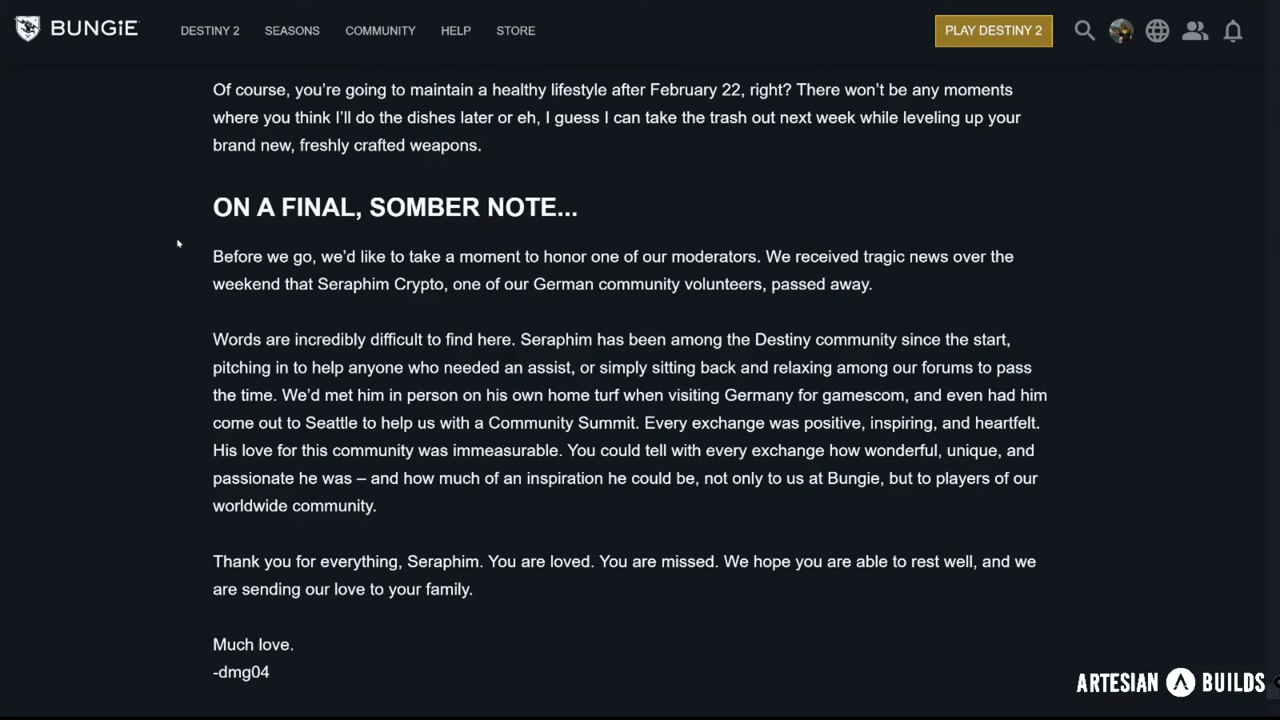 BUNGiE
DESTINY 2 SEASONS COMMUNITY HELP STORE
PLAY DESTINY 2
Of course, you’re going to maintain a healthy lifestyle after February 22, right? There won’t be any moments
where you think I’ll do the dishes later or eh, I guess I can take the trash out next week while leveling up your
brand new, freshly crafted weapons.
ON A FINAL, SOMBER NOTE...
Before we go, we’d like to take a moment to honor one of our moderators. We received tragic news over the
weekend that Seraphim Crypto, one of our German community volunteers, passed away.
Words are incredibly difficult to find here. Seraphim has been among the Destiny community since the start,
pitching in to help anyone who needed an assist, or simply sitting back and relaxing among our forums to pass
the time. We’d met him in person on his own home turf when visiting Germany for gamescom, and even had him
come out to Seattle to help us with a Community Summit. Every exchange was positive, inspiring, and heartfelt.
His love for this community was immeasurable. You could tell with every exchange how wonderful, unique, and
passionate he was – and how much of an inspiration he could be, not only to us at Bungie, but to players of our
worldwide community.
Thank you for everything, Seraphim. You are loved. You are missed. We hope you are able to rest well, and we
are sending our love to your family.
Much love.
-dmg04
ARTESIAN BUILDS